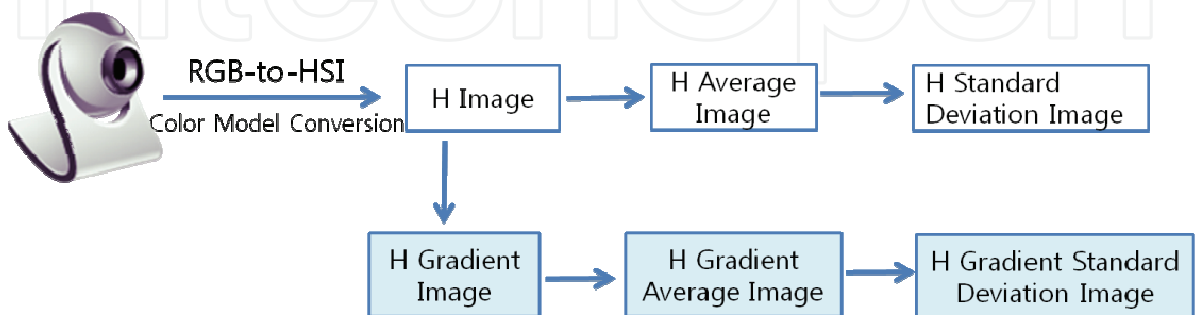 RGB-to-HSI
Color Model Conversion
H Image
H Average
Image
H Standard
Deviation Image
H Gradient
Image
H Gradient
Average Image
H Gradient Standard
Deviation Image